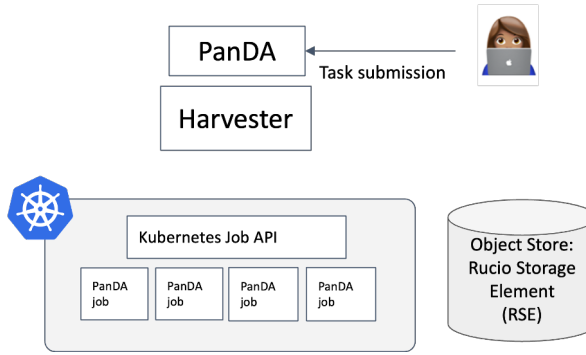 PanDA
Task submission
Harvester
Kubernetes Job API
PanDA
job
PanDA
job
PanDA
job
PanDA
job
Object Store:
Rucio Storage
Element
(RSE)